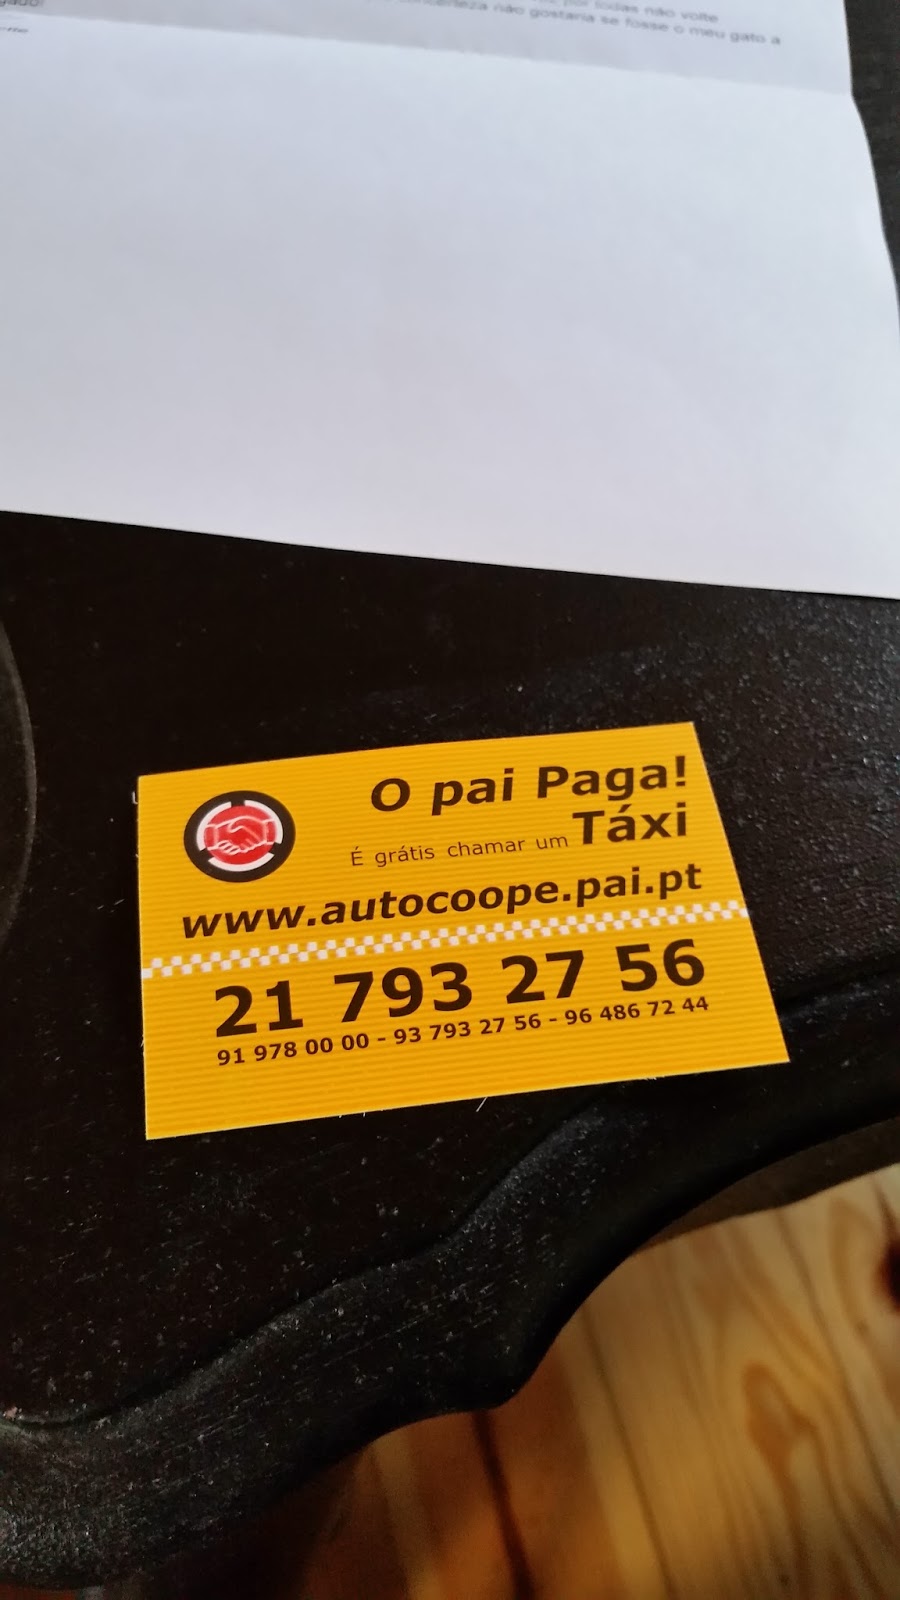 por todas não volte
não gostaria se fosse o meu gato a
O pai Paga!
É grátis chamar um Táxi
www.autocoope.pai.pt
21 793 27 56
91 978 00 00 - 93 793 27 56 - 96 486 72 44